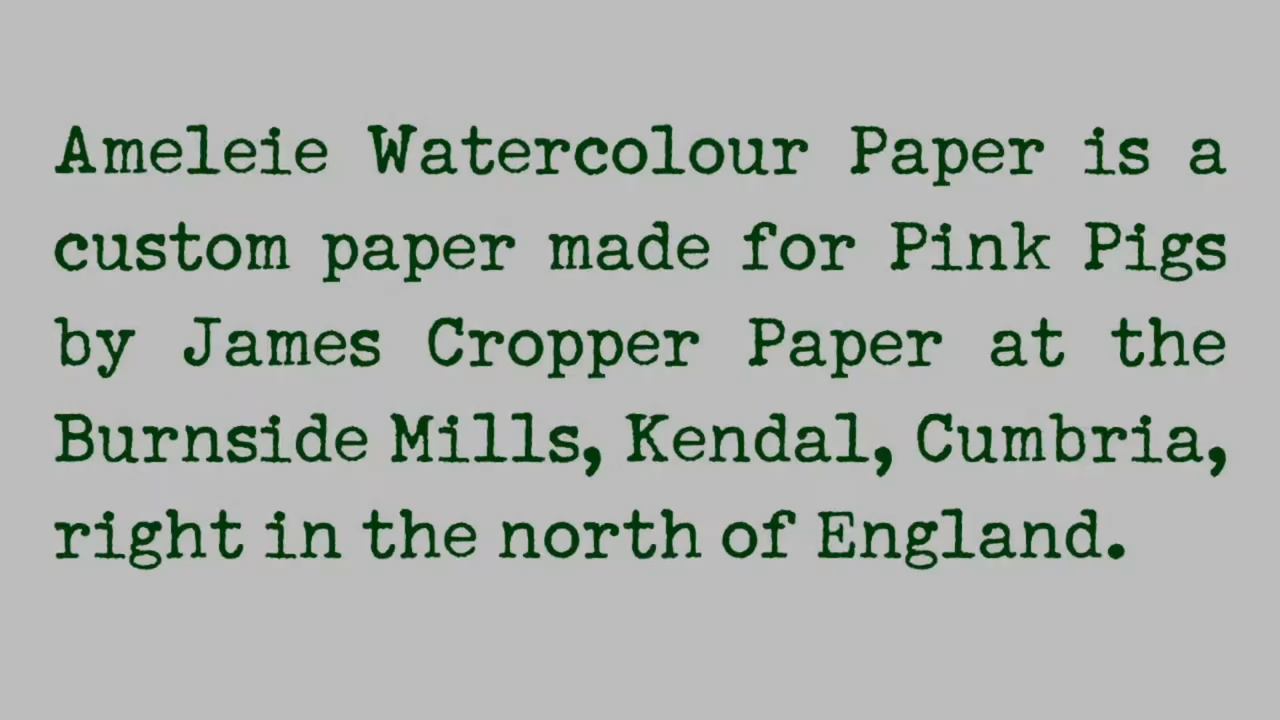 Ameleie Watercolour Paper is a
custom paper made for Pink Pigs
by James Cropper Paper at the
Burnside Mills, Kendal, Cumbria,
right in the north of England.